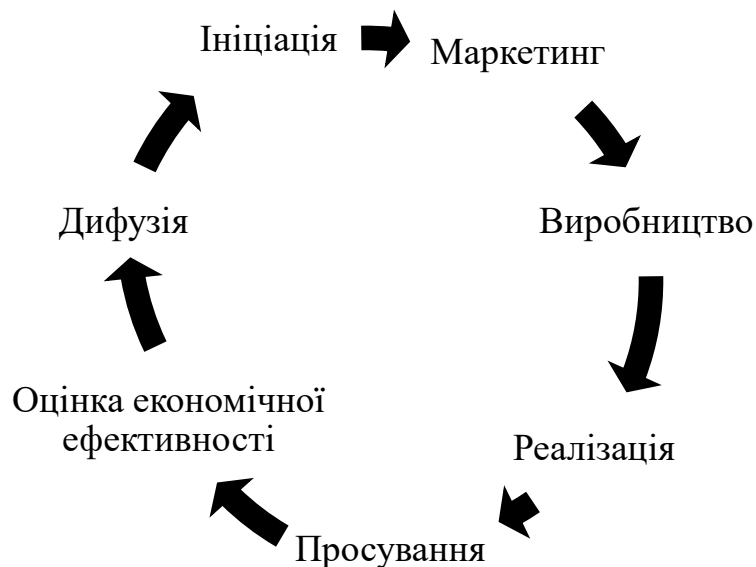 Ініціація
Маркетинг
Виробництво
Реалізація
Просування
Оцінка економічної
ефективності
Дифузія